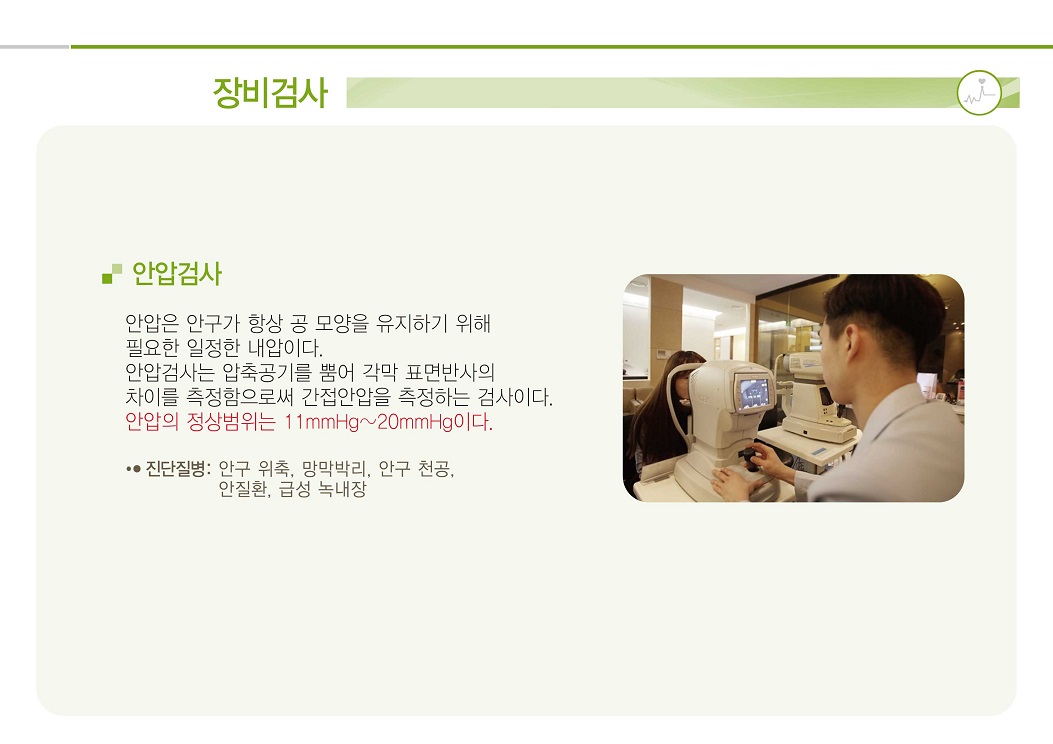 장비검사
안압검사
안압은 안구가 항상 공 모양을 유지하기 위해
필요한 일정한 내압이다.
안압검사는 압축공기를 뿜어 각막 표면반사의
차이를 측정함으로써 간접안압을 측정하는 검사이다.
안압의 정상범위는 11mmHg~20mmHg이다.
•● 진단질병: 안구 위축, 망막박리, 안구 천공,
안질환, 급성 녹내장